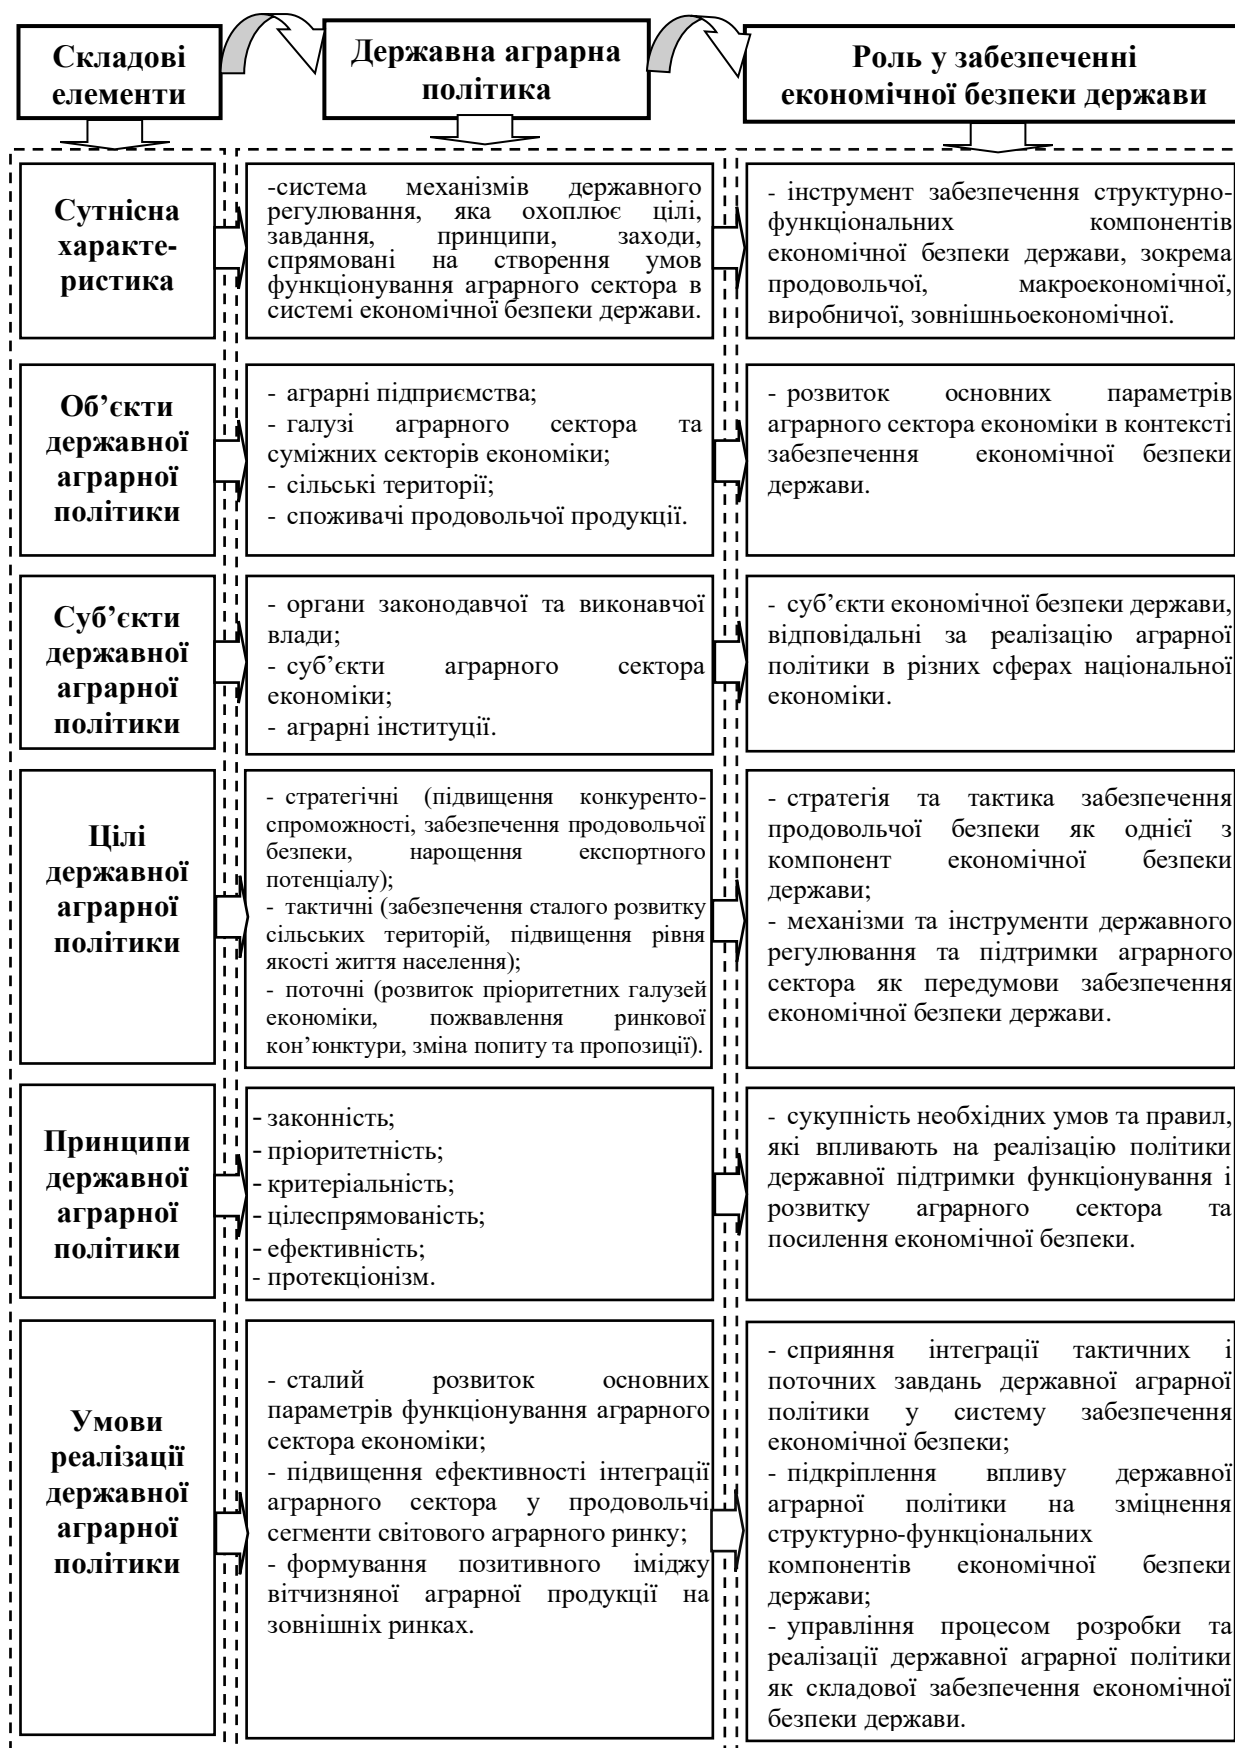 Складові
елементи
Державна аграрна
політика
Роль у забезпеченні
економічної безпеки держави
Сутнісна
характе-
ристика
-система механізмів державного
регулювання, яка охоплює цілі,
завдання, принципи, заходи,
спрямовані на створення умов
функціонування аграрного сектора в
системі економічної безпеки держави.
- інструмент забезпечення структурно-
функціональних компонентів
економічної безпеки держави, зокрема
продовольчої, макроекономічної,
виробничої, зовнішньоекономічної.
Об’єкти
державної
аграрної
політики
- аграрні підприємства;
- галузі аграрного сектора та
суміжних секторів економіки;
- сільські території;
- споживачі продовольчої продукції.
- розвиток основних параметрів
аграрного сектора економіки в контексті
забезпечення економічної безпеки
держави.
Суб’єкти
державної
аграрної
політики
- органи законодавчої та виконавчої
влади;
- суб’єкти аграрного сектора
економіки;
- аграрні інституції.
- суб’єкти економічної безпеки держави,
відповідальні за реалізацію аграрної
політики в різних сферах національної
економіки.
Цілі
державної
аграрної
політики
- стратегічні (підвищення конкуренто-
спроможності, забезпечення продовольчої
безпеки, нарощення експортного
потенціалу);
- тактичні (забезпечення сталого розвитку
сільських територій, підвищення рівня
якості життя населення);
- поточні (розвиток пріоритетних галузей
економіки, пожвавлення ринкової
кон’юнктури, зміна попиту та пропозиції).
- стратегія та тактика забезпечення
продовольчої безпеки як однієї з
компонент економічної безпеки
держави;
- механізми та інструменти державного
регулювання та підтримки аграрного
сектора як передумови забезпечення
економічної безпеки держави.
Принципи
державної
аграрної
політики
- законність;
- пріоритетність;
- критеріальність;
- цілеспрямованість;
- ефективність;
- протекціонізм.
- сукупність необхідних умов та правил,
які впливають на реалізацію політики
державної підтримки функціонування і
розвитку аграрного сектора та
посилення економічної безпеки.
Умови
реалізації
державної
аграрної
політики
- сталий розвиток основних
параметрів функціонування аграрного
сектора економіки;
- підвищення ефективності інтеграції
аграрного сектора у продовольчі
сегменти світового аграрного ринку;
- формування позитивного іміджу
вітчизняної аграрної продукції на
зовнішніх ринках.
- сприяння інтеграції тактичних і
поточних завдань державної аграрної
політики у систему забезпечення
економічної безпеки;
- підкріплення впливу державної
аграрної політики на зміцнення
структурно-функціональних
компонентів економічної безпеки
держави;
- управління процесом розробки та
реалізації державної аграрної політики
як складової забезпечення економічної
безпеки держави.